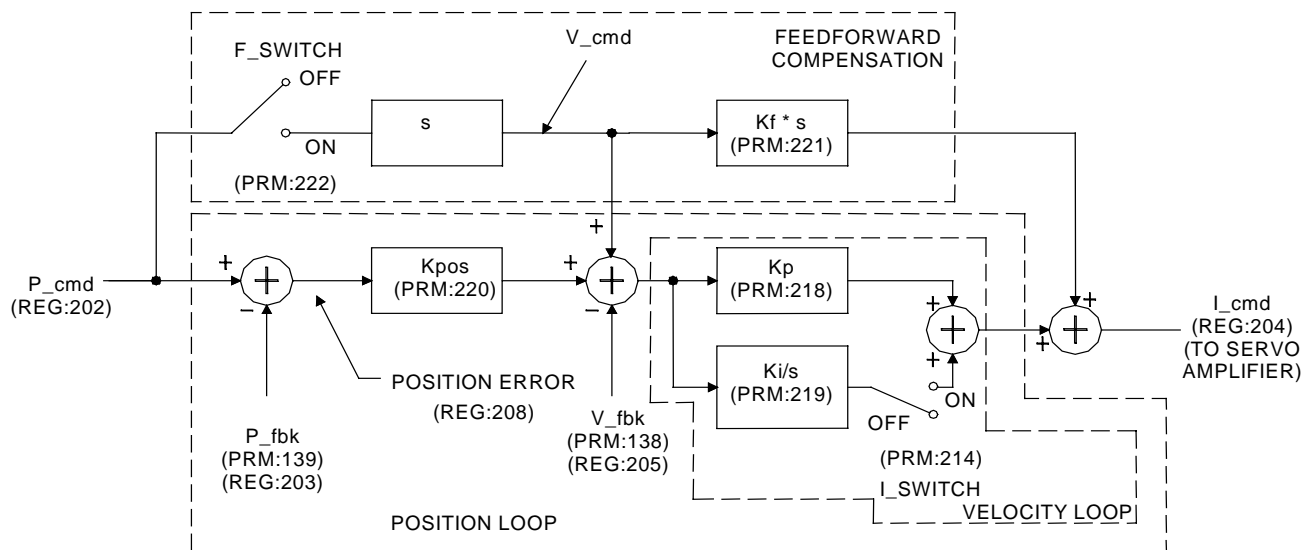 F_SWITCH
OFF
ON
(PRM:222)
s
V_cmd
FEEDFORWARD
COMPENSATION
Kf * s
(PRM:221)
P_cmd
(REG:202)
+
−
Kpos
(PRM:220)
+
+
−
Kp
(PRM:218)
Ki/s
(PRM:219)
+
+
OFF
ON
(PRM:214)
I_SWITCH
+
+
I_cmd
(REG:204)
(TO SERVO
AMPLIFIER)
POSITION ERROR
(REG:208)
P_fbk
(PRM:139)
(REG:203)
V_fbk
(PRM:138)
(REG:205)
POSITION LOOP
VELOCITY LOOP